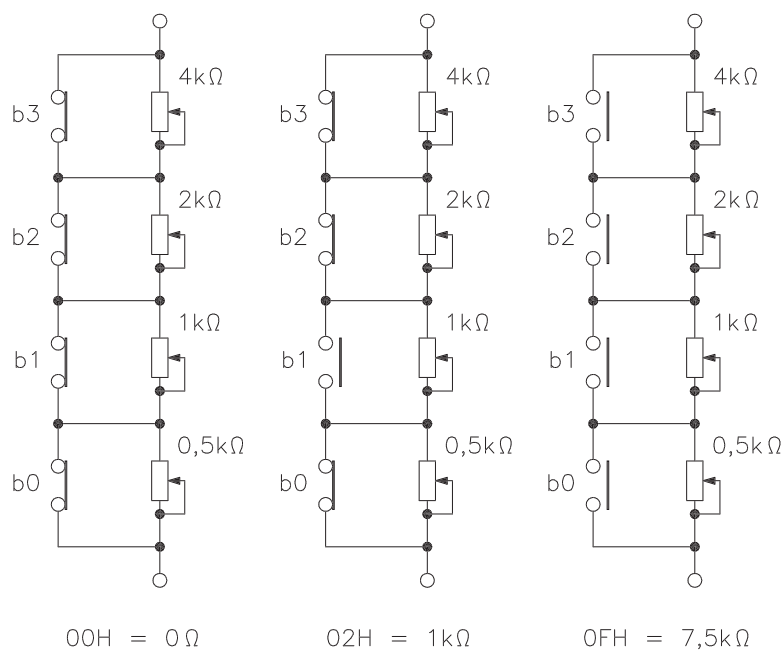 4kΩ 4kΩ 4kΩ
b3 b3 b3
2kΩ 2kΩ 2kΩ
b2 b2 b2
1kΩ 1kΩ 1kΩ
b1 b1 b1
0,5kΩ 0,5kΩ 0,5kΩ
b0 b0 b0
00H = 0Ω 02H = 1kΩ 0FH = 7,5kΩ